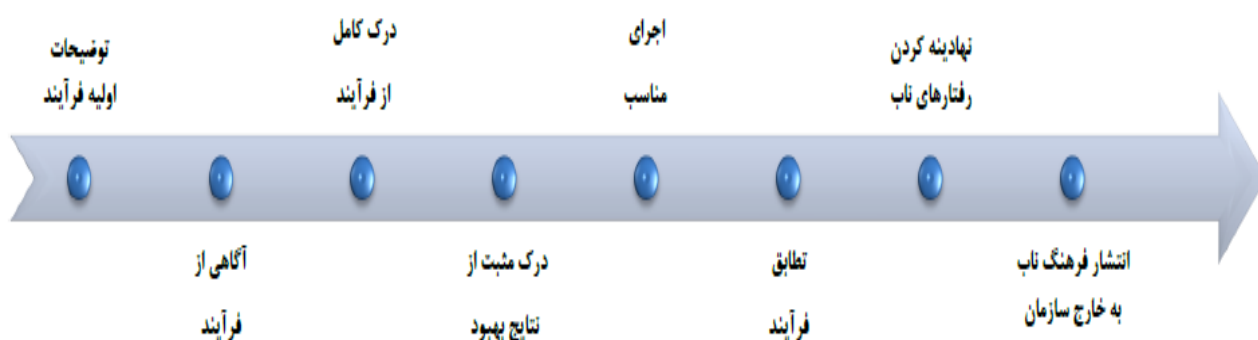 توضیحات
اولیه فرآیند
آگاهی از
فرآیند
درک کامل
از فرآیند
درک مثبت از
نتایج بهبود
اجرای
مناسب
تطابق
فرآیند
نهادینه کردن
رفتارهای ناب
انتشار فرهنگ ناب
به خارج سازمان